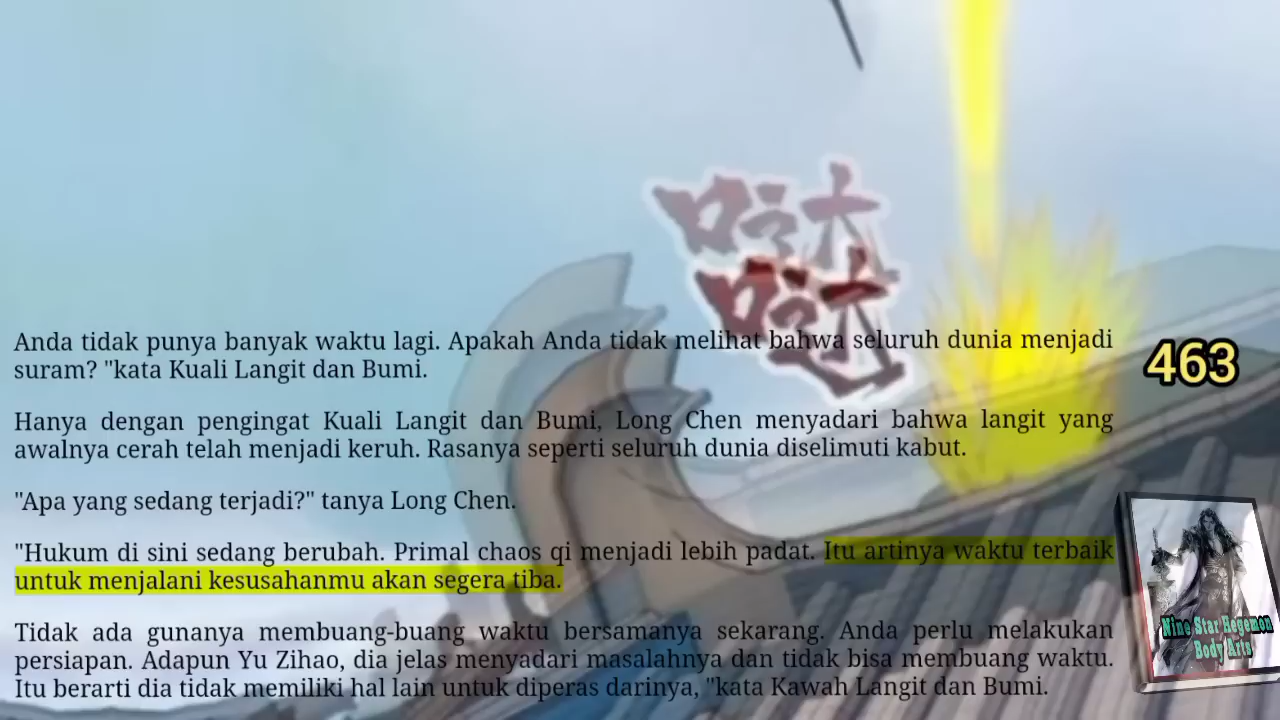 哒
哒
Anda tidak punya banyak waktu lagi. Apakah Anda tidak melihat bahwa seluruh dunia menjadi
suram? "kata Kuali Langit dan Bumi.
463
Hanya dengan pengingat Kuali Langit dan Bumi, Long Chen menyadari bahwa langit yang
awalnya cerah telah menjadi keruh. Rasanya seperti seluruh dunia diselimuti kabut.
"Apa yang sedang terjadi?" tanya Long Chen.
"Hukum di sini sedang berubah. Primal chaos qi menjadi lebih padat. Itu artinya waktu terbaik
untuk menjalani kesusahanmu akan segera tiba.
Tidak ada gunanya membuang-buang waktu bersamanya sekarang. Anda perlu melakukan
persiapan. Adapun Yu Zihao, dia jelas menyadari masalahnya dan tidak bisa membuang waktu.
Itu berarti dia tidak memiliki hal lain untuk diperas darinya, "kata Kawah Langit dan Bumi.
Nine Star Hegemon
Body Arts